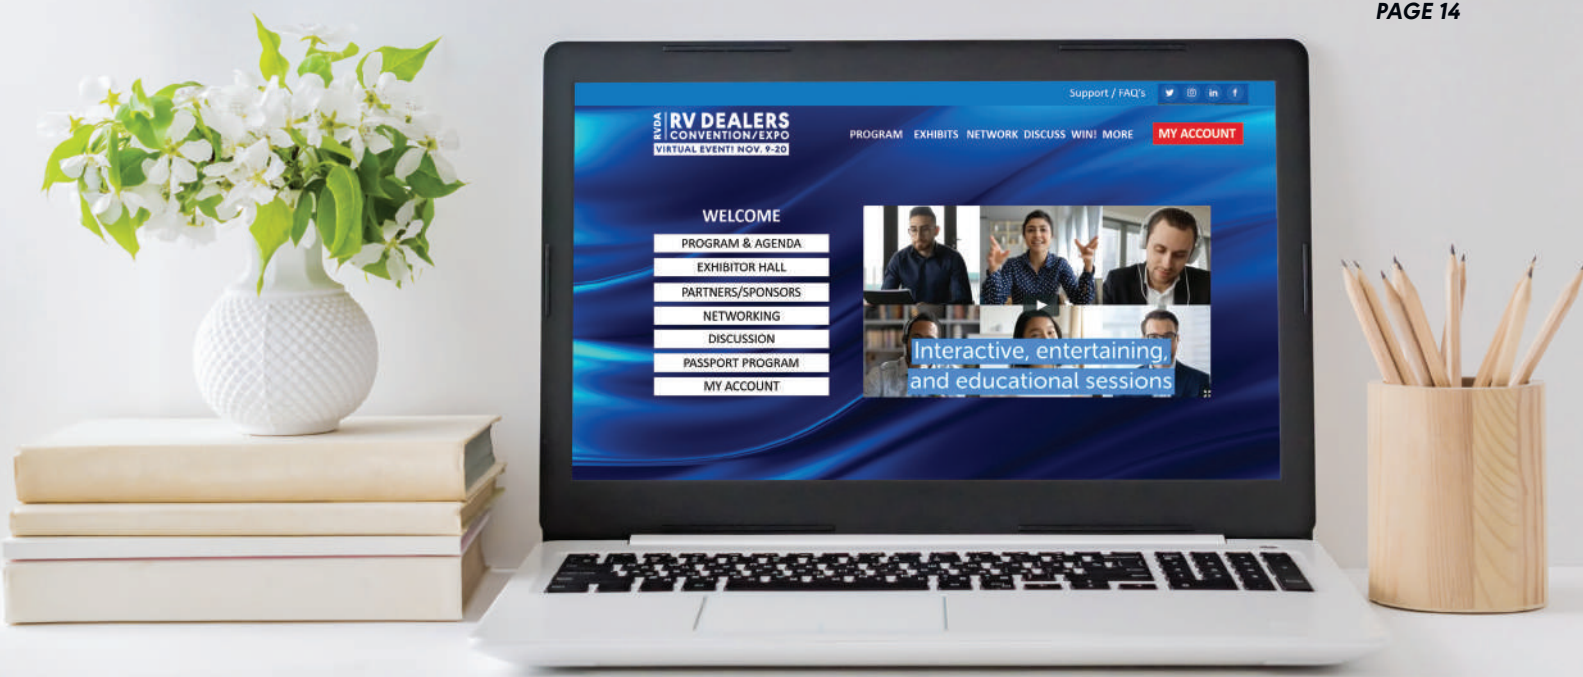 PAGE 14
Support / FAQ's
RVDA
RV DEALERS
CONVENTION/EXPO
VIRTUAL EVENT! NOV. 9-20
PROGRAM EXHIBITS NETWORK DISCUSS WIN! MORE MY ACCOUNT
WELCOME
PROGRAM & AGENDA
EXHIBITOR HALL
PARTNERS/SPONSORS
NETWORKING
DISCUSSION
PASSPORT PROGRAM
MY ACCOUNT
Interactive, entertaining,
and educational sessions